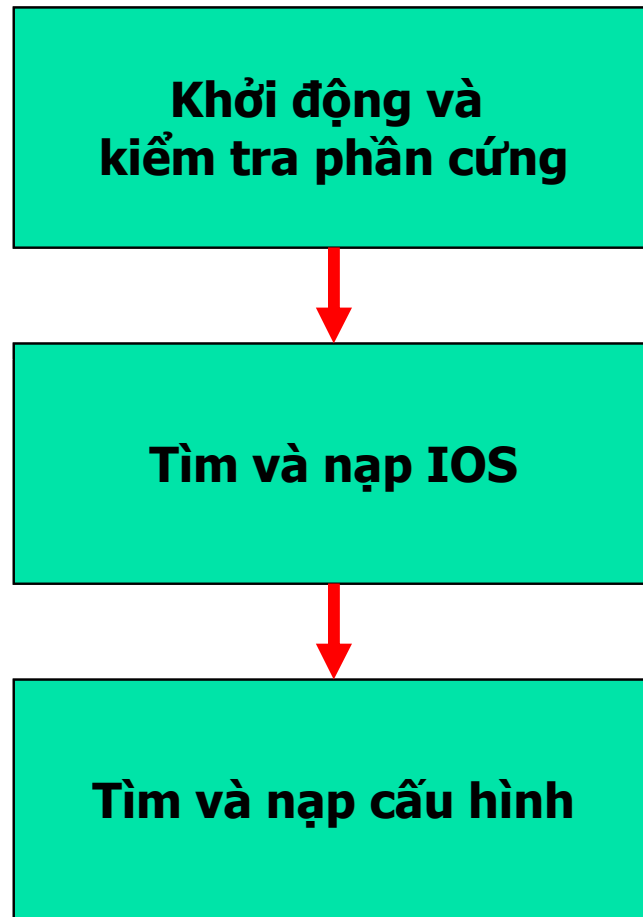 Khởi động và
kiểm tra phần cứng
Tìm và nạp IOS
Tìm và nạp cấu hình